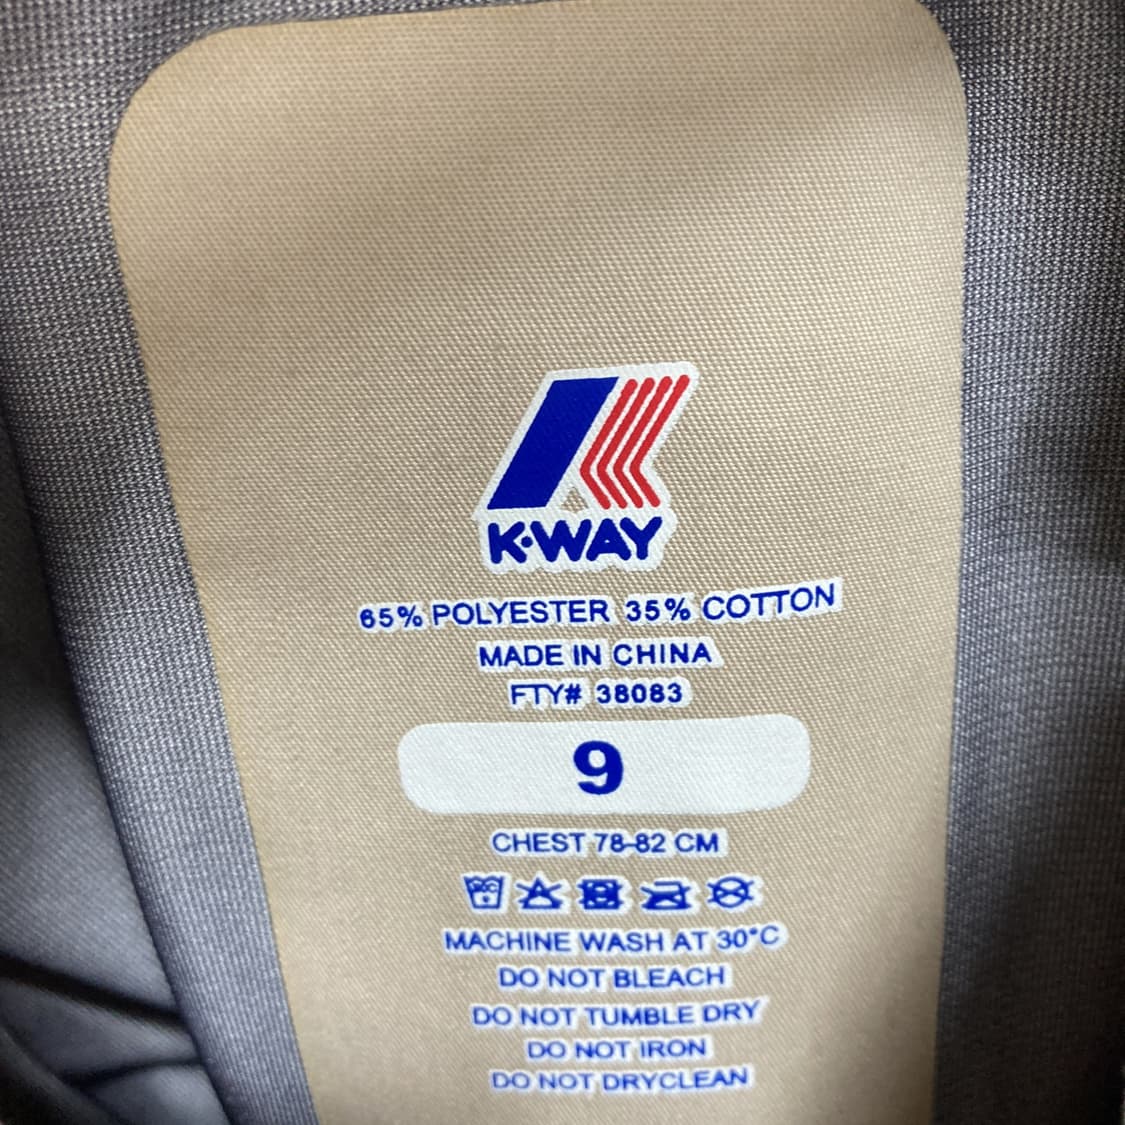 K·WAY
65% POLYESTER 35% COTTON
MADE IN CHINA
FTY# 38083
9
CHEST 78-82 CM
MACHINE WASH AT 30°C
DO NOT BLEACH
DO NOT TUMBLE DRY
DO NOT IRON
DO NOT DRYCLEAN